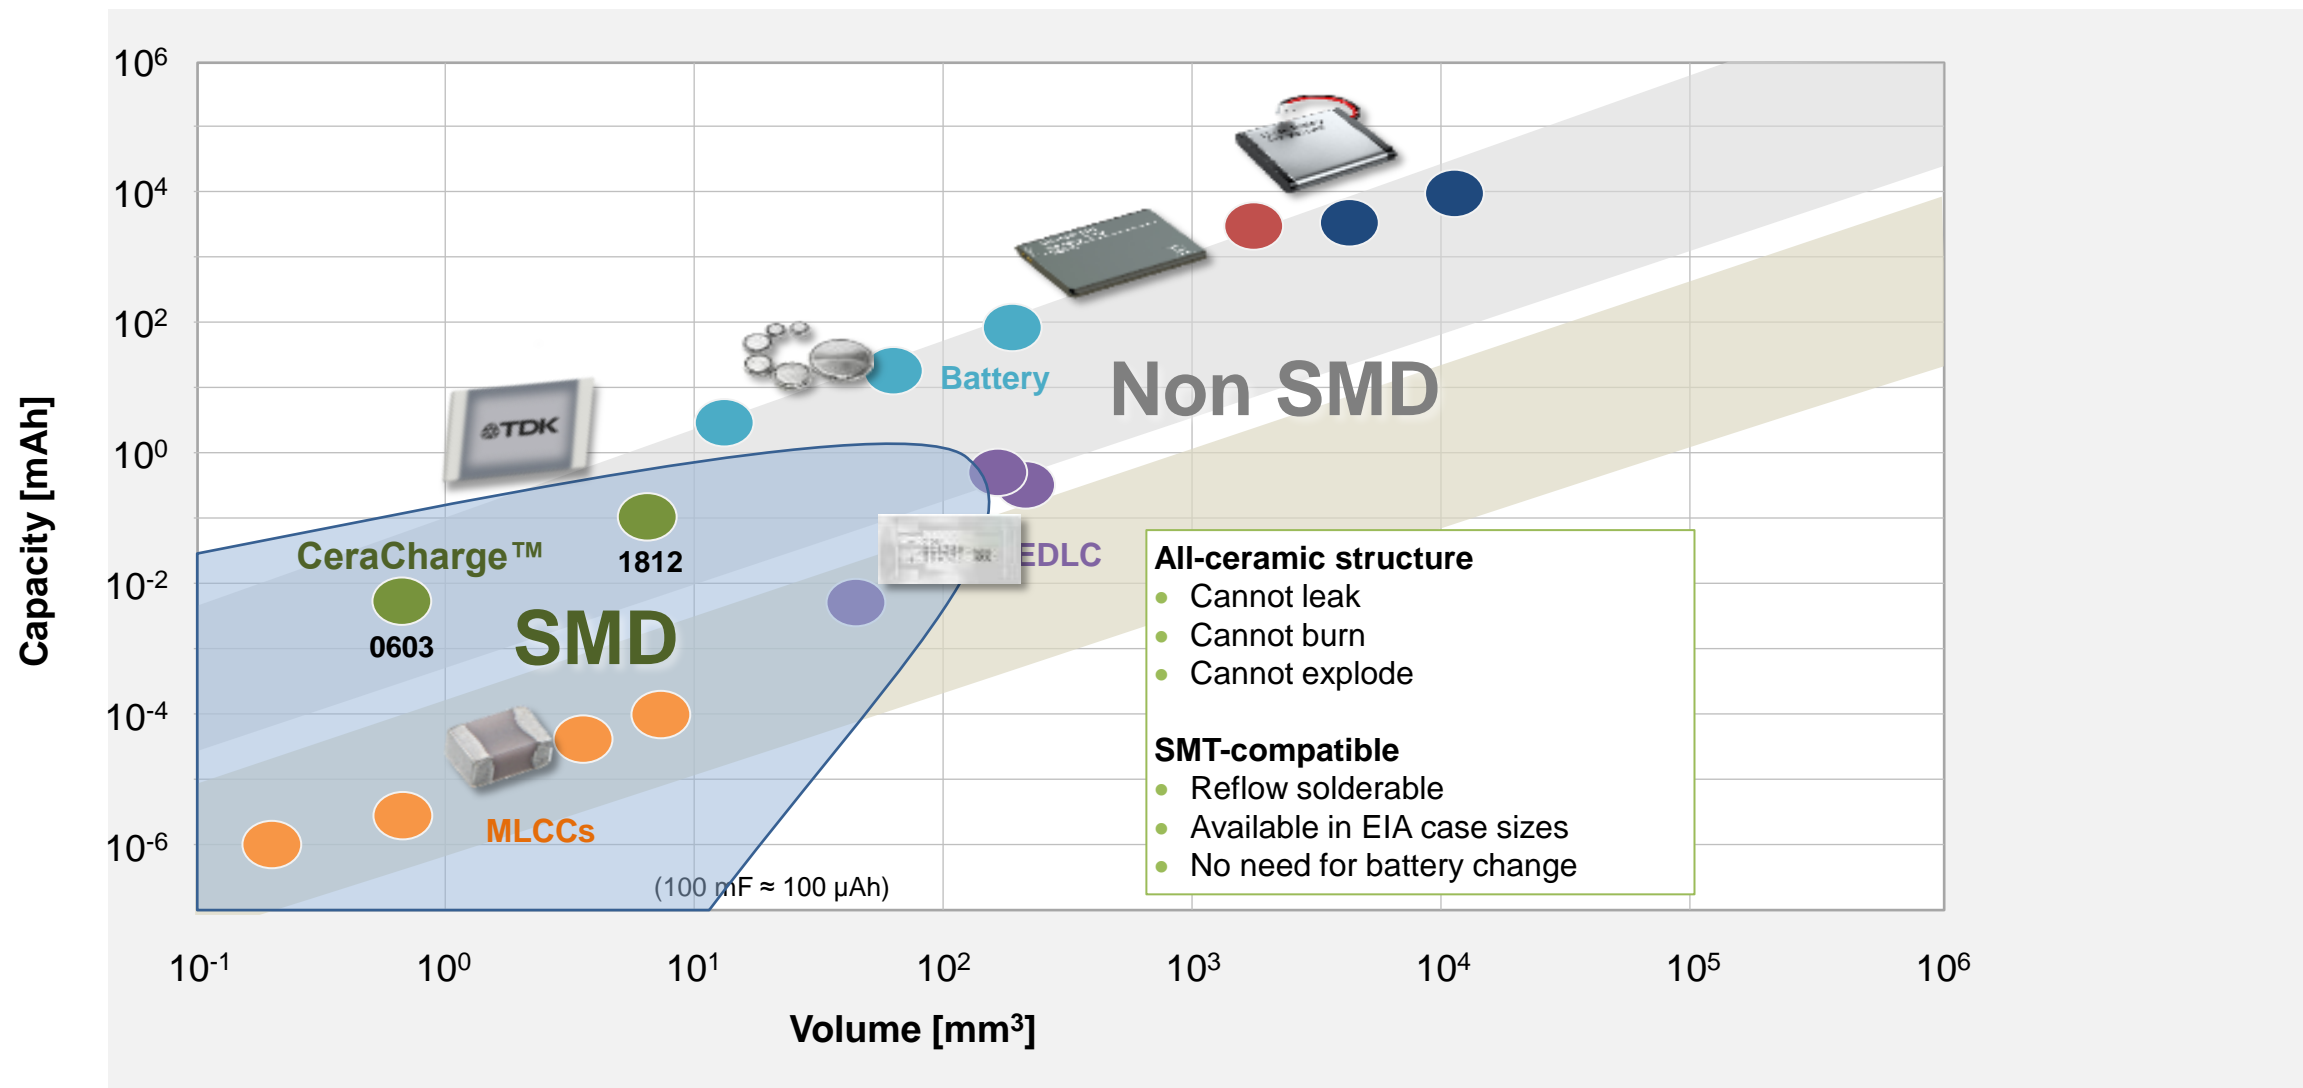 10⁶
10⁴
10²
10⁰
10⁻²
10⁻⁴
10⁻⁶
Capacity [mAh]
TDK
Battery
Non SMD
CeraCharge™
1812
0603
SMD
EDLC
MLCCs
(100 mF ≈ 100 µAh)
All-ceramic structure
• Cannot leak
• Cannot burn
• Cannot explode
SMT-compatible
• Reflow solderable
• Available in EIA case sizes
• No need for battery change
10⁻¹ 10⁰ 10¹ 10² 10³ 10⁴ 10⁵ 10⁶
Volume [mm³]